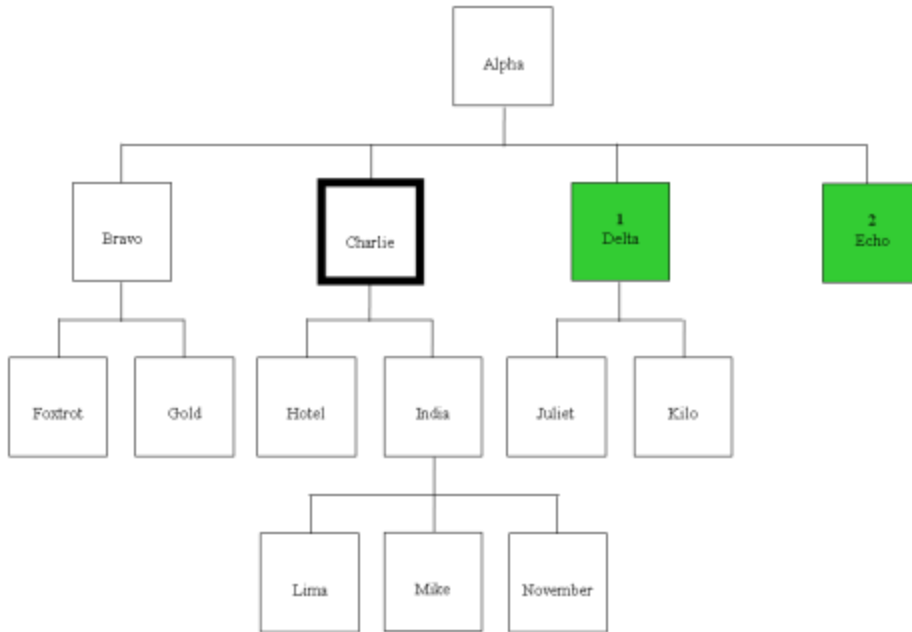 Alpha
Bravo
Charlie
1
Delta
2
Echo
Foxtrot
Gold
Hotel
India
Juliet
Kilo
Lima
Mike
November